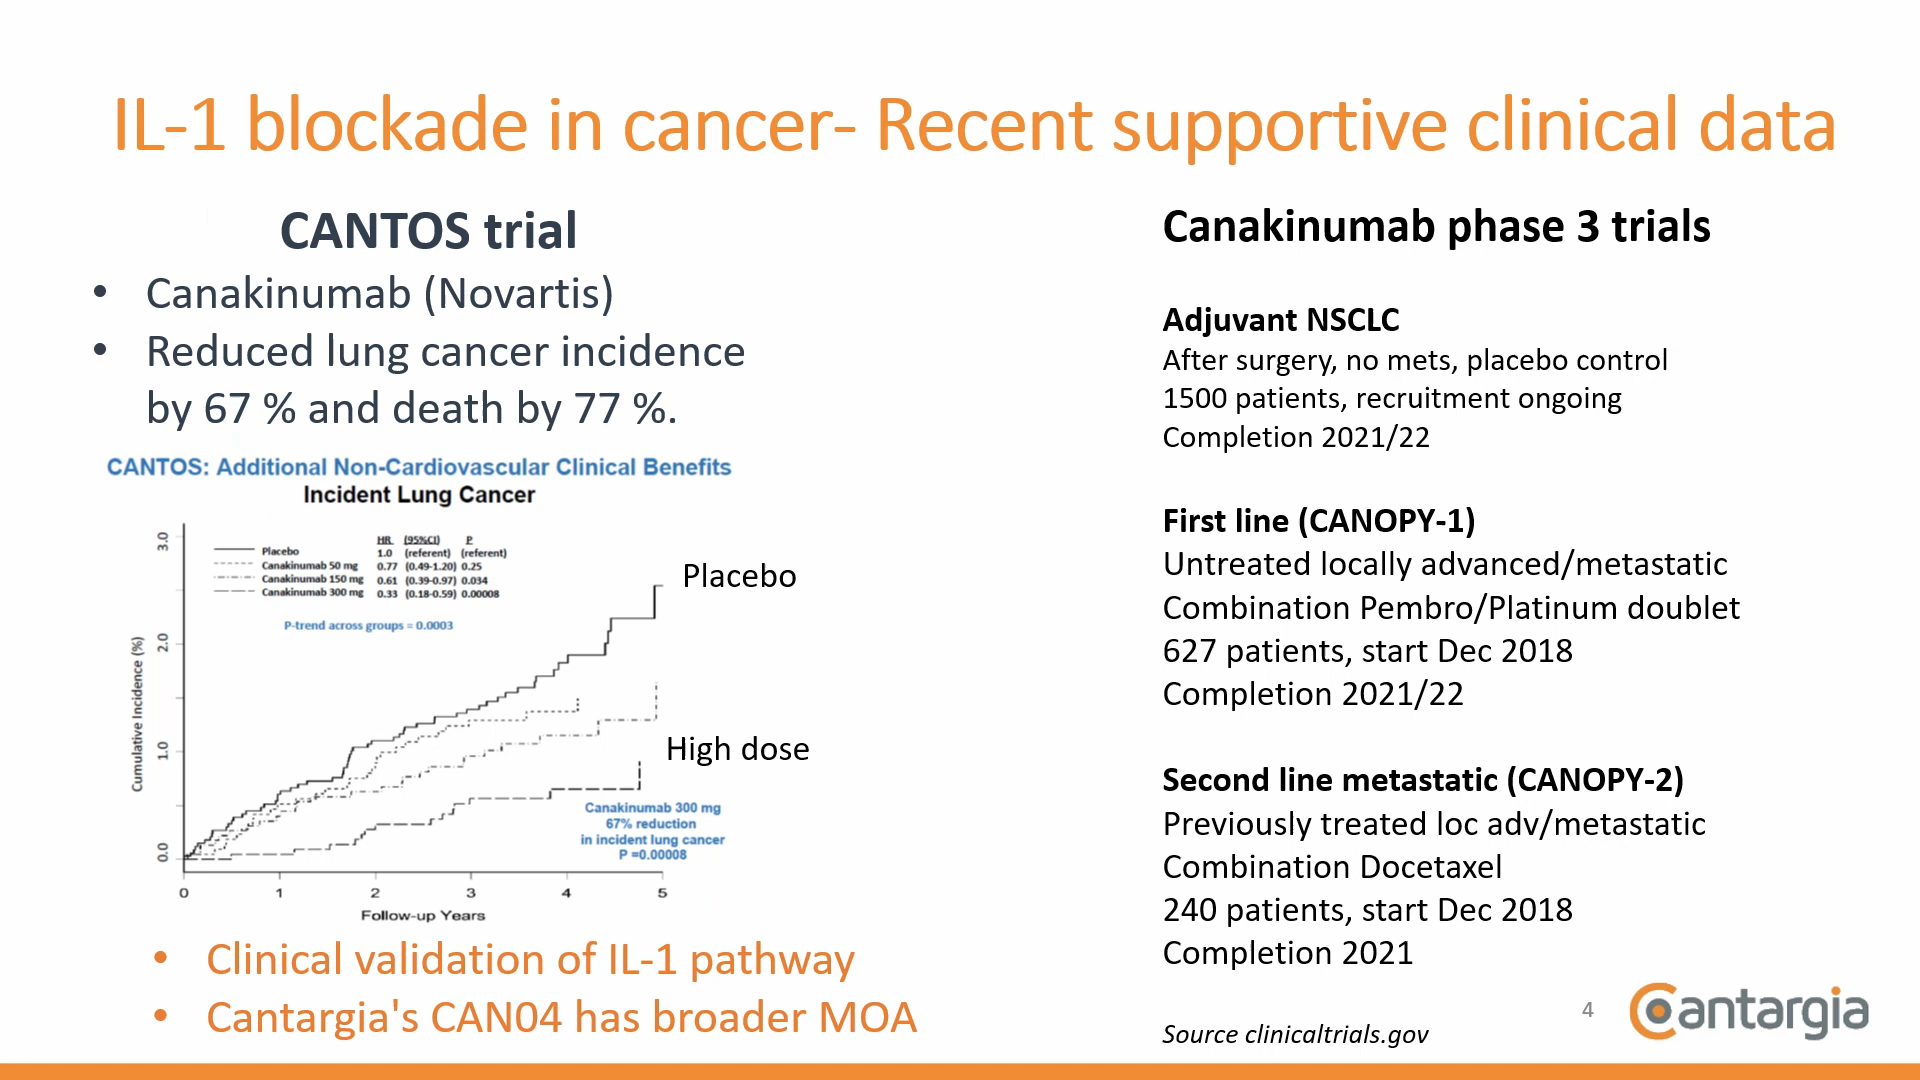 IL-1 blockade in cancer- Recent supportive clinical data
CANTOS trial
• Canakinumab (Novartis)
• Reduced lung cancer incidence
by 67 % and death by 77 %.
CANTOS: Additional Non-Cardiovascular Clinical Benefits
Incident Lung Cancer
HR (95%CI) P
Placebo 1.0 (referent) (referent)
Canakinumab 50 mg 0.77 (0.49-1.20) 0.25
Canakinumab 150 mg 0.61 (0.39-0.97) 0.034
Canakinumab 300 mg 0.33 (0.18-0.59) 0.00008
P-trend across groups = 0.0003
Cumulative Incidence (%)
3.0
2.0
1.0
0.0
Placebo
High dose
Canakinumab 300 mg
67% reduction
in incident lung cancer
P =0.00008
0 1 2 3 4 5
Follow-up Years
• Clinical validation of IL-1 pathway
• Cantargia's CAN04 has broader MOA
Canakinumab phase 3 trials
Adjuvant NSCLC
After surgery, no mets, placebo control
1500 patients, recruitment ongoing
Completion 2021/22
First line (CANOPY-1)
Untreated locally advanced/metastatic
Combination Pembro/Platinum doublet
627 patients, start Dec 2018
Completion 2021/22
Second line metastatic (CANOPY-2)
Previously treated loc adv/metastatic
Combination Docetaxel
240 patients, start Dec 2018
Completion 2021
Source clinicaltrials.gov
4
Cantargia